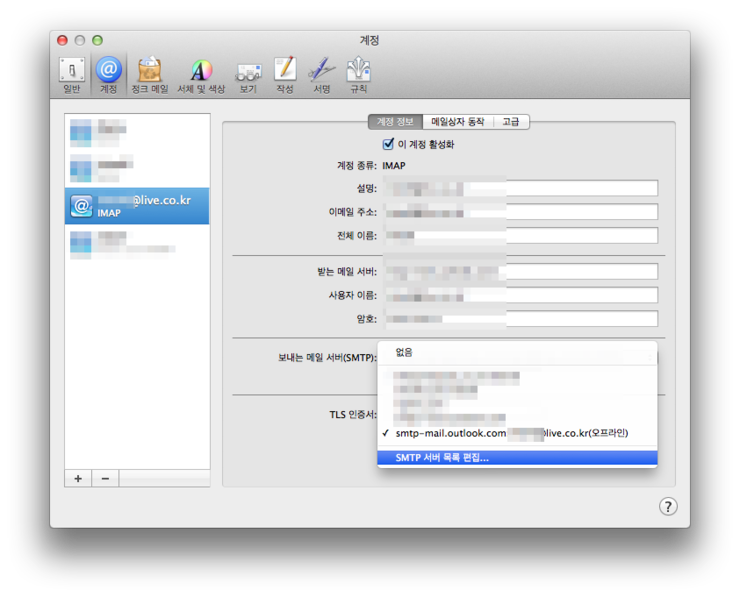 계정
일반 계정 정크 메일 서체 및 색상 보기 작성 서명 규칙
@live.co.kr
IMAP
계정 정보 메일상자 동작 고급
이 계정 활성화
계정 종류: IMAP
설명:
이메일 주소:
전체 이름:
받는 메일 서버:
사용자 이름:
암호:
보내는 메일 서버(SMTP):
없음
TLS 인증서:
✓ smtp-mail.outlook.com live.co.kr(오프라인)
SMTP 서버 목록 편집...
+ −
?